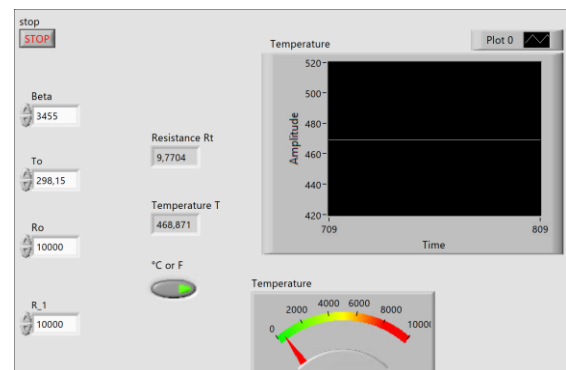 stop
STOP
Temperature
Plot 0
520
500
480
460
440
420
Amplitude
709
809
Time
Beta
3455
Resistance Rt
9,7704
To
298,15
Temperature T
468,871
Ro
10000
°C or F
R_1
10000
Temperature
0
2000
4000
6000
8000